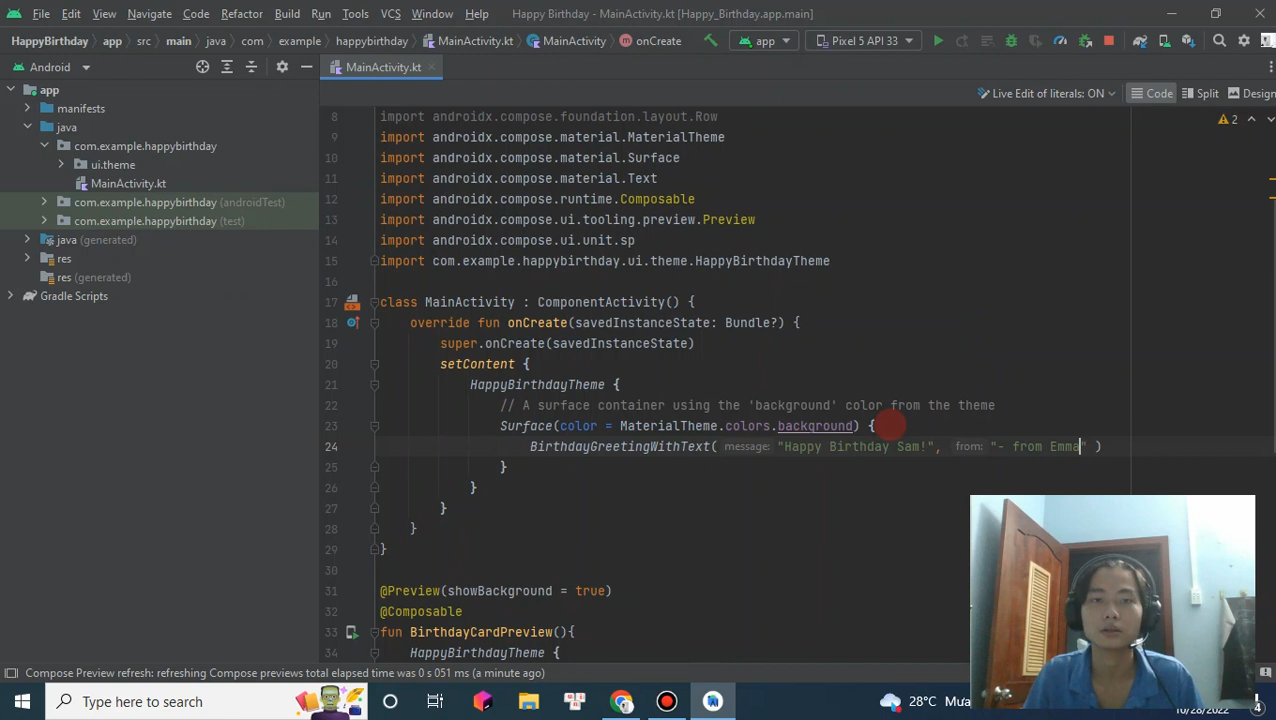 File Edit View Navigate Code Refactor Build Run Tools VCS Window Help Happy Birthday - MainActivity.kt [Happy_Birthday.app.main]
HappyBirthday app src main java com example happybirthday MainActivity.kt MainActivity onCreate app Pixel 5 API 33
Android MainActivity.kt
Live Edit of literals: ON Code Split Design
app
manifests
java
com.example.happybirthday
ui.theme
MainActivity.kt
com.example.happybirthday (androidTest)
com.example.happybirthday (test)
java (generated)
res
res (generated)
Gradle Scripts
2
8 import androidx.compose.foundation.layout.Row
9 import androidx.compose.material.MaterialTheme
10 import androidx.compose.material.Surface
11 import androidx.compose.material.Text
12 import androidx.compose.runtime.Composable
13 import androidx.compose.ui.tooling.preview.Preview
14 import androidx.compose.ui.unit.sp
15 import com.example.happybirthday.ui.theme.HappyBirthdayTheme
16
17 class MainActivity : ComponentActivity() {
18 override fun onCreate(savedInstanceState: Bundle?) {
19 super.onCreate(savedInstanceState)
20 setContent {
21 HappyBirthdayTheme {
22 // A surface container using the 'background' color from the theme
23 Surface(color = MaterialTheme.colors.background) {
24 BirthdayGreetingWithText( message: "Happy Birthday Sam!", from: "- from Emma" )
25 }
26 }
27 }
28 }
29 }
30
31 @Preview(showBackground = true)
32 @Composable
33 fun BirthdayCardPreview(){
HappyBirthdayTheme {
Compose Preview refresh: refreshing Compose previews total elapsed time was 0 s 051 ms (a minute ago)
Type here to search
28°C Mưa
10/28/2022
4